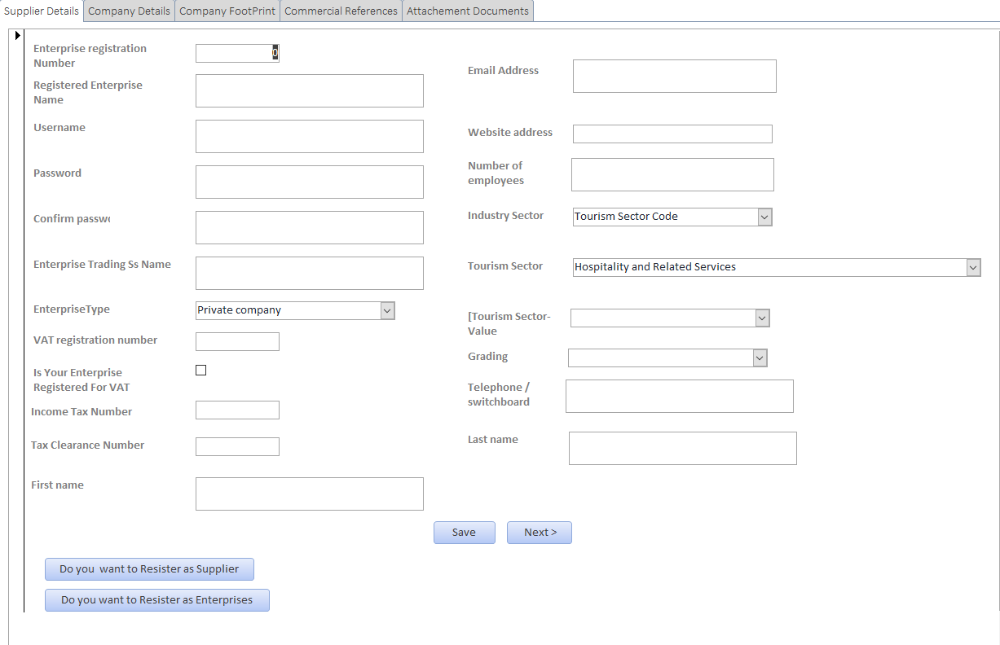 Supplier Details Company Details Company FootPrint Commercial References Attachement Documents
Enterprise registration
Number
0
Registered Enterprise
Name
Username
Password
Confirm passwo
Enterprise Trading Ss Name
EnterpriseType
Private company
VAT registration number
Is Your Enterprise
Registered For VAT
Income Tax Number
Tax Clearance Number
First name
Email Address
Website address
Number of
employees
Industry Sector
Tourism Sector Code
Tourism Sector
Hospitality and Related Services
[Tourism Sector-
Value
Grading
Telephone /
switchboard
Last name
Save
Next >
Do you want to Resister as Supplier
Do you want to Resister as Enterprises